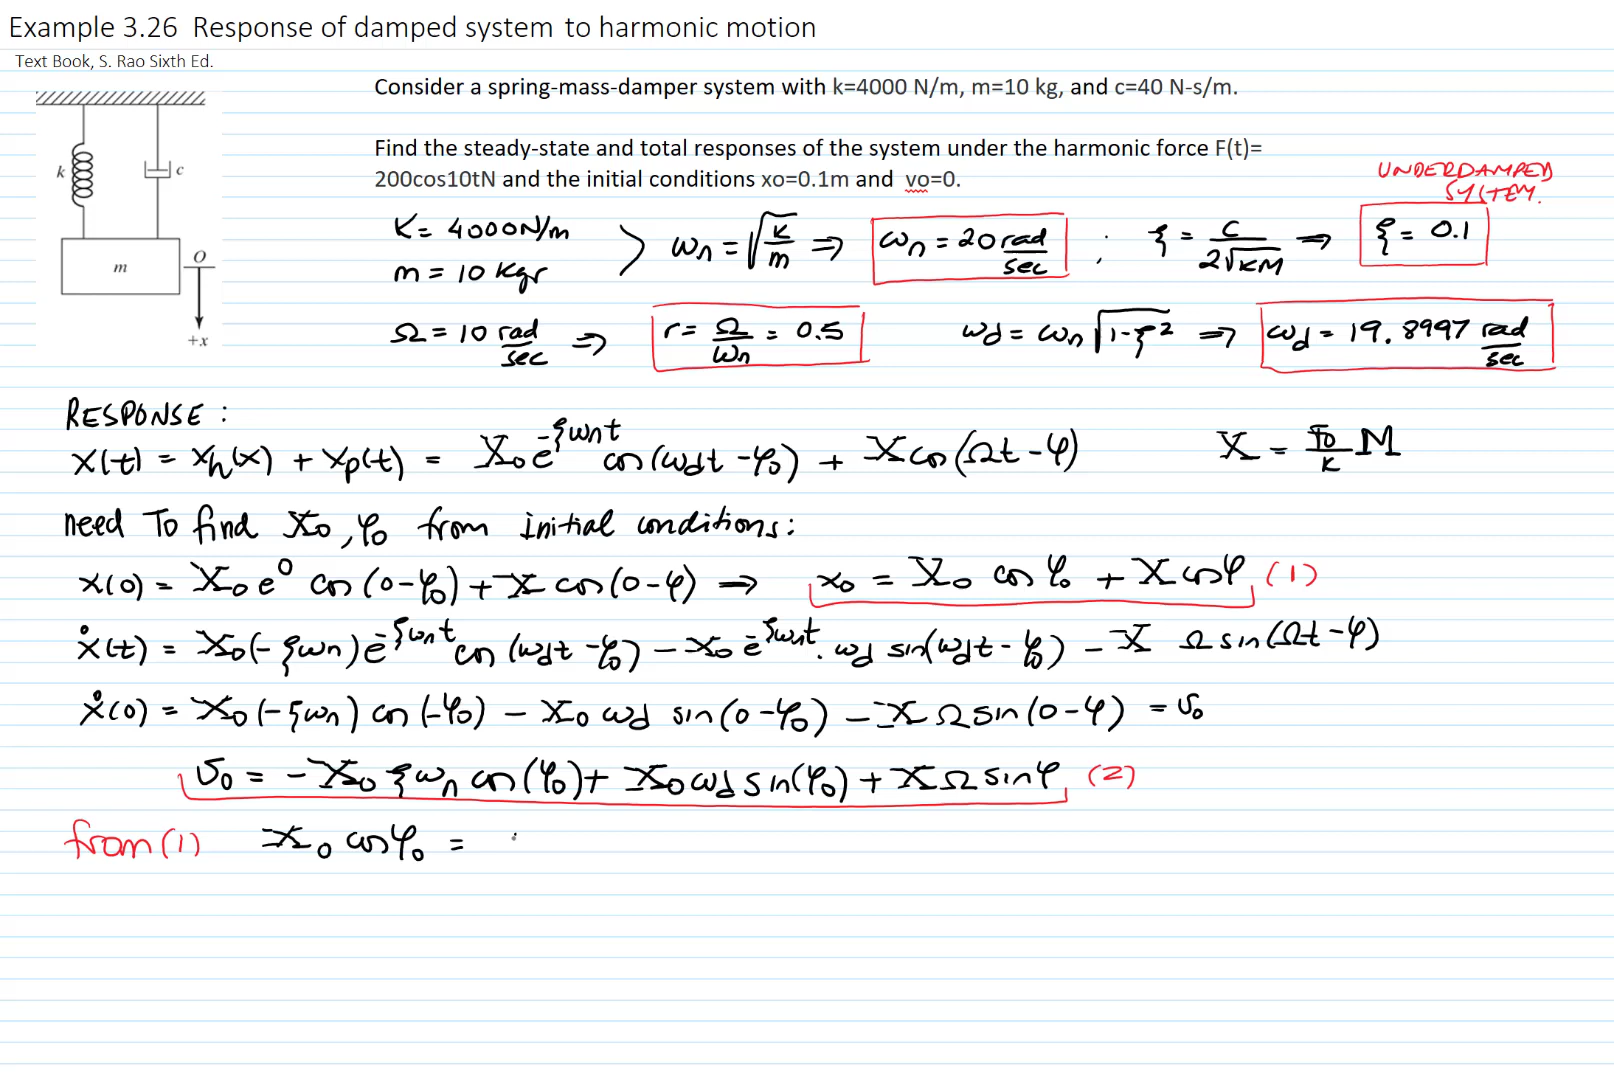 Example 3.26 Response of damped system to harmonic motion
Text Book, S. Rao Sixth Ed.
Consider a spring-mass-damper system with k=4000 N/m, m=10 kg, and c=40 N-s/m.
Find the steady-state and total responses of the system under the harmonic force F(t)=
200cos10tN and the initial conditions xo=0.1m and vo=0.
UNDERDAMPED
SYSTEM.
k
c
m
O
+x
K = 4000N/m
m = 10 Kgr
ωn = √(K/m) ⇒ ωn = 20 rad/sec ; ξ = C/(2√KM) ⇒ ξ = 0.1
Ω = 10 rad/sec ⇒ r = Ω/ωn = 0.5 ωd = ωn √(1-ξ²) ⇒ ωd = 19.8997 rad/sec
RESPONSE :
x(t) = xh(x) + xp(t) = X₀ e^(-ξωnt) cos(ωdt - φ₀) + X cos(Ωt - φ) X = F₀/K M
need To find X₀, φ₀ from initial conditions:
x(0) = X₀ e⁰ cos(0-φ₀) + X cos(0-φ) ⇒ x₀ = X₀ cos φ₀ + X cosφ (1)
ẋ(t) = X₀(-ξωn) e^(-ξωnt) cos(ωdt - φ₀) - X₀ e^(-ξωnt) . ωd sin(ωdt - φ₀) - X Ω sin(Ωt - φ)
ẋ(0) = X₀(-ξωn) cos(-φ₀) - X₀ ωd sin(0-φ₀) - X Ω sin(0-φ) = v₀
v₀ = -X₀ ξωn cos(φ₀) + X₀ωd sin(φ₀) + XΩ sinφ (2)
from (1) X₀ cosφ₀ =